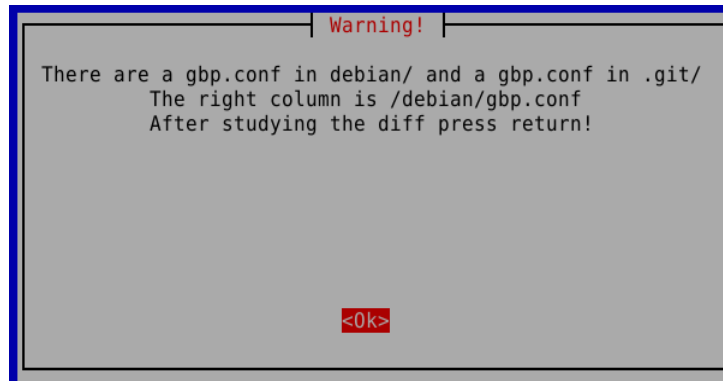 Warning!
There are a gbp.conf in debian/ and a gbp.conf in .git/
The right column is /debian/gbp.conf
After studying the diff press return!
<Ok>